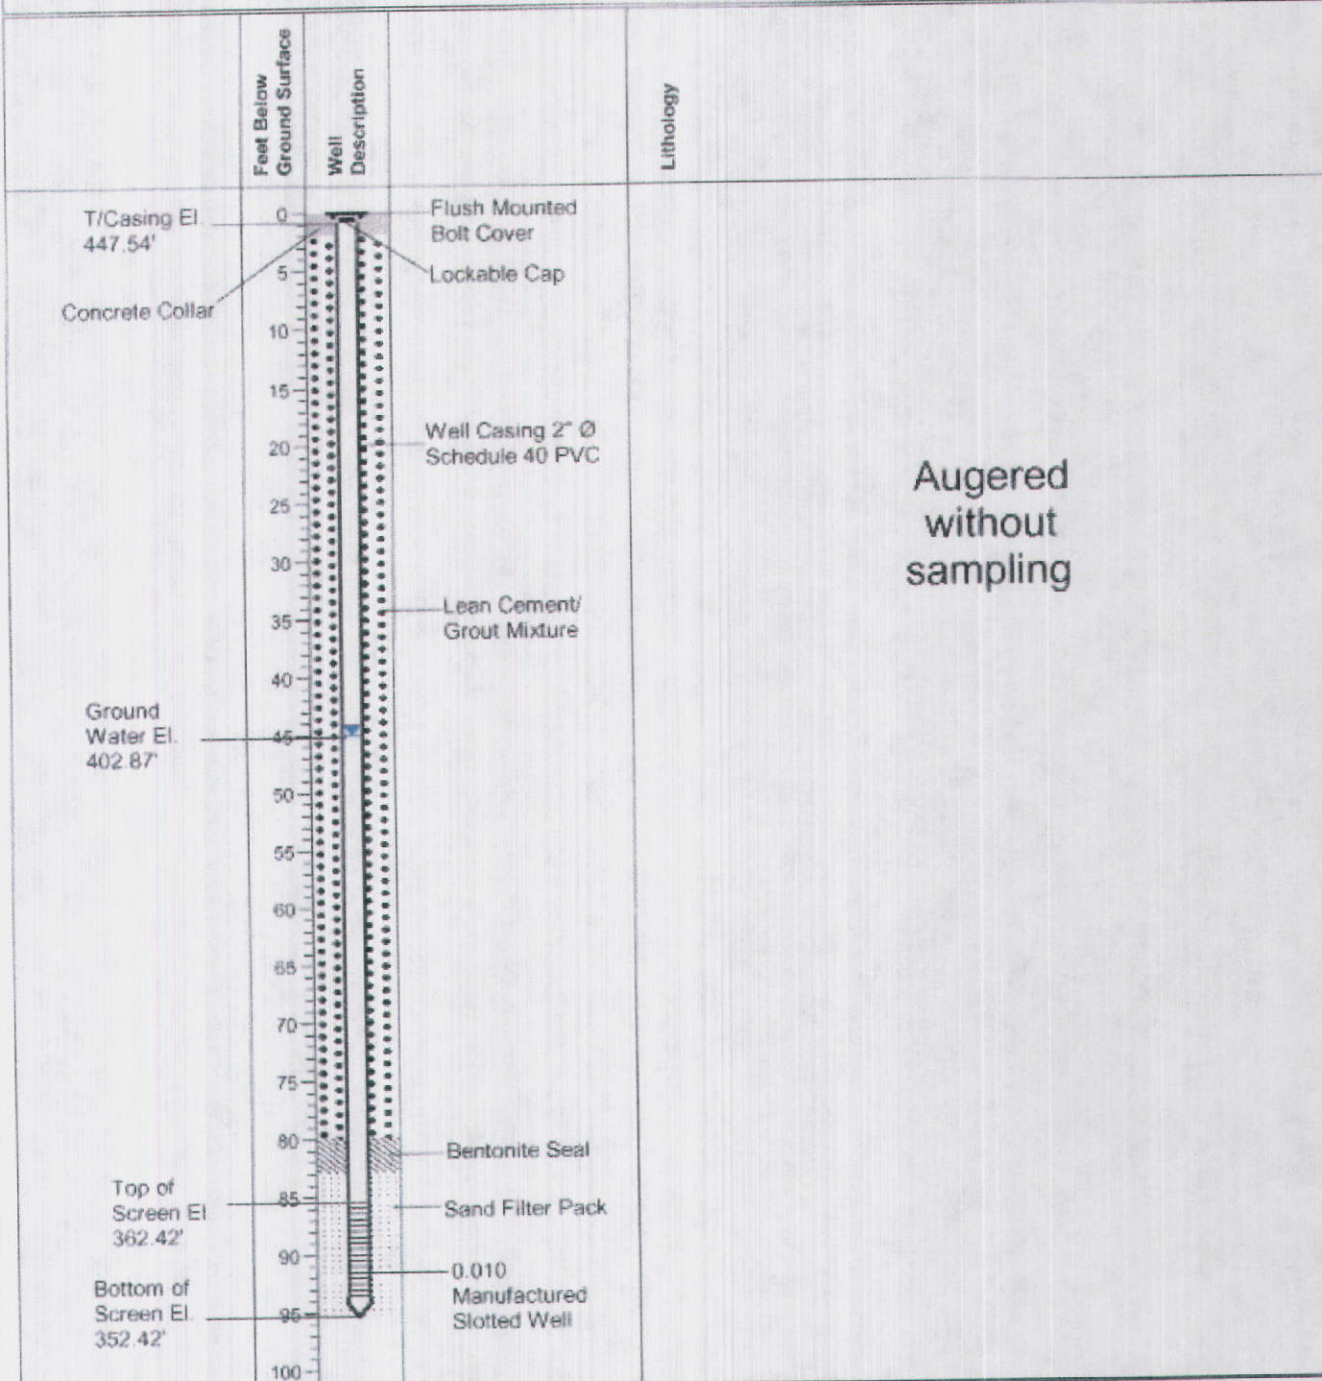 Feet Below
Ground Surface
Well
Description
Lithology
T/Casing El
447.54'
Concrete Collar
Flush Mounted
Bolt Cover
Lockable Cap
Well Casing 2" Ø
Schedule 40 PVC
Lean Cement/
Grout Mixture
Ground
Water El.
402.87'
Augered
without
sampling
0
5
10
15
20
25
30
35
40
45
50
55
60
65
70
75
80
85
90
95
100
Bentonite Seal
Top of
Screen El
362.42'
Sand Filter Pack
Bottom of
Screen El.
352.42'
0.010
Manufactured
Slotted Well